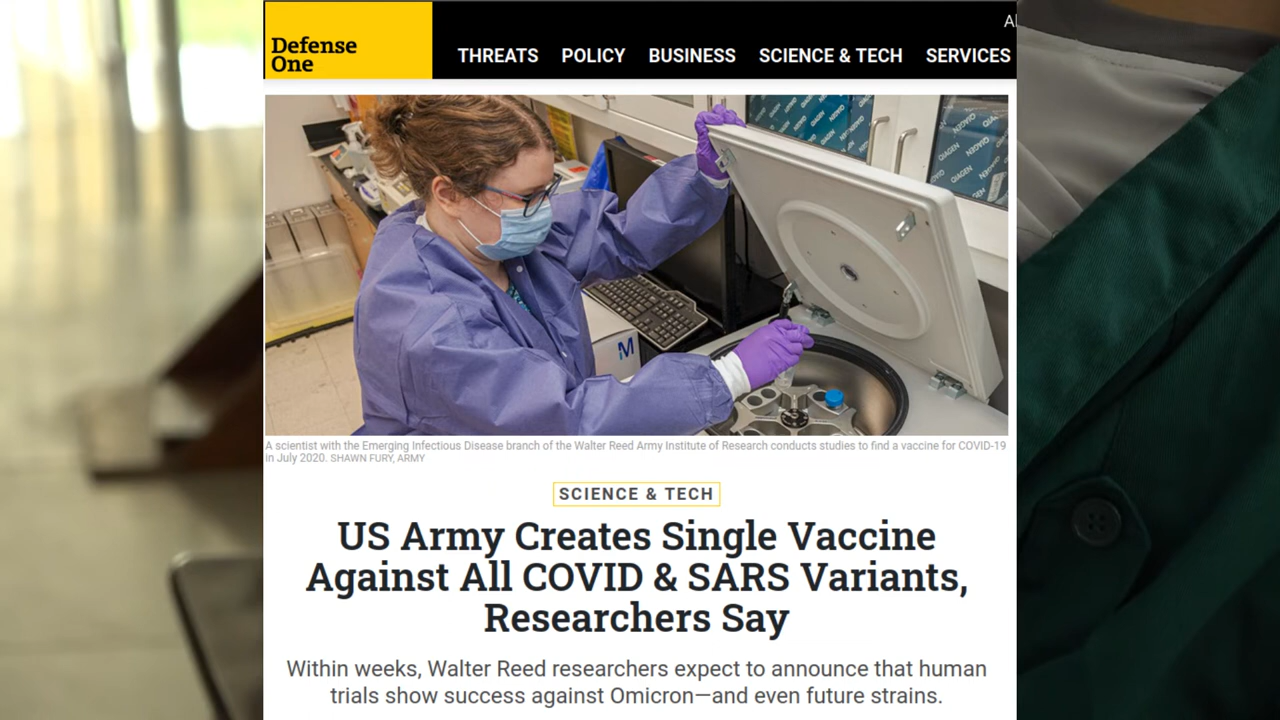 Defense
One
THREATS POLICY BUSINESS SCIENCE & TECH SERVICES
QIAGEN
M
A scientist with the Emerging Infectious Disease branch of the Walter Reed Army Institute of Research conducts studies to find a vaccine for COVID-19
in July 2020. SHAWN FURY, ARMY
SCIENCE & TECH
US Army Creates Single Vaccine
Against All COVID & SARS Variants,
Researchers Say
Within weeks, Walter Reed researchers expect to announce that human
trials show success against Omicron—and even future strains.